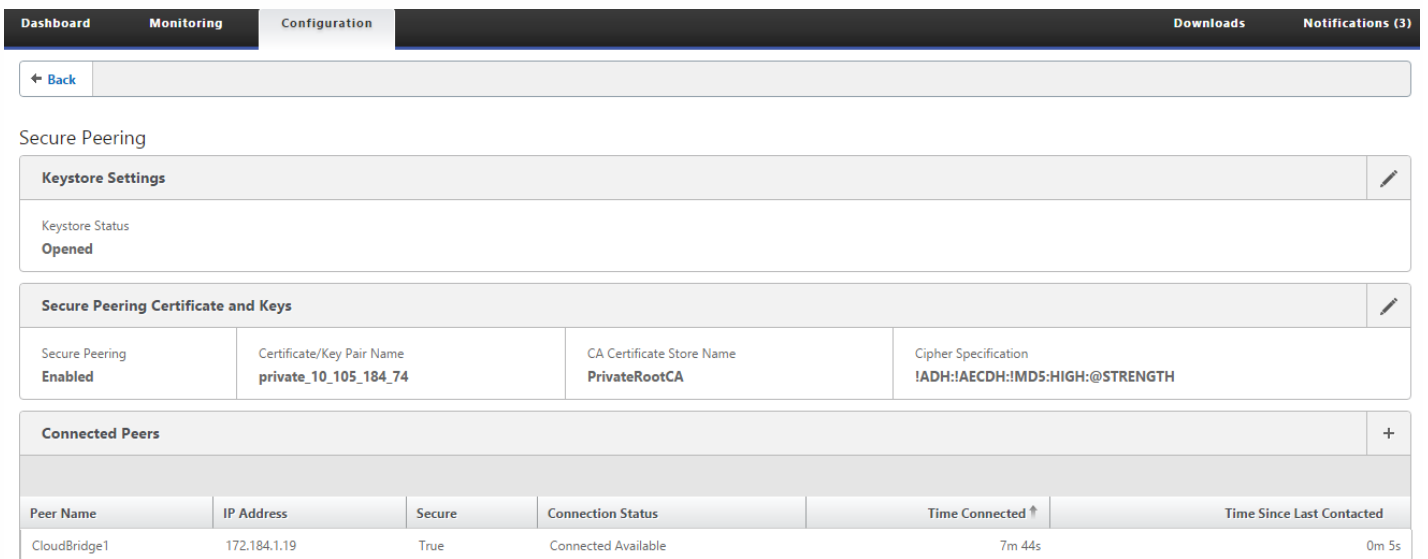 Dashboard Monitoring Configuration Downloads Notifications (3)
Back
Secure Peering
Keystore Settings
Keystore Status
Opened
Secure Peering Certificate and Keys
Secure Peering Certificate/Key Pair Name CA Certificate Store Name Cipher Specification
Enabled private_10_105_184_74 PrivateRootCA !ADH:!AECDH:!MD5:HIGH:@STRENGTH
Connected Peers
Peer Name IP Address Secure Connection Status Time Connected Time Since Last Contacted
CloudBridge1 172.184.1.19 True Connected Available 7m 44s 0m 5s